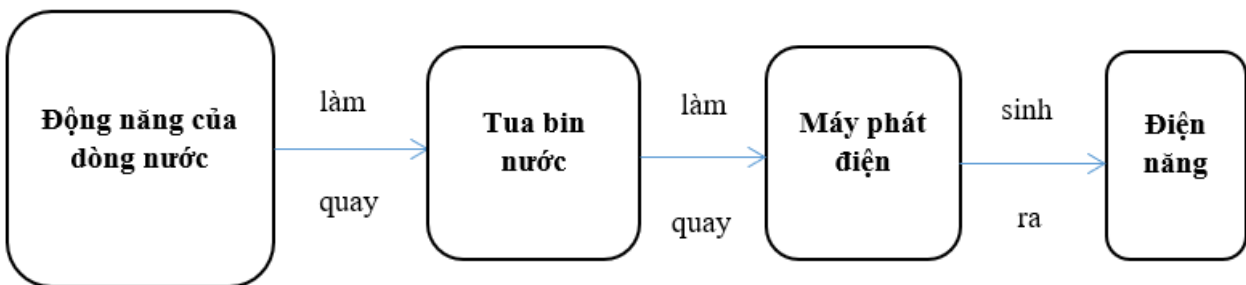 Động năng của
dòng nước
làm
quay
Tua bin
nước
làm
quay
Máy phát
điện
sinh
ra
Điện
năng